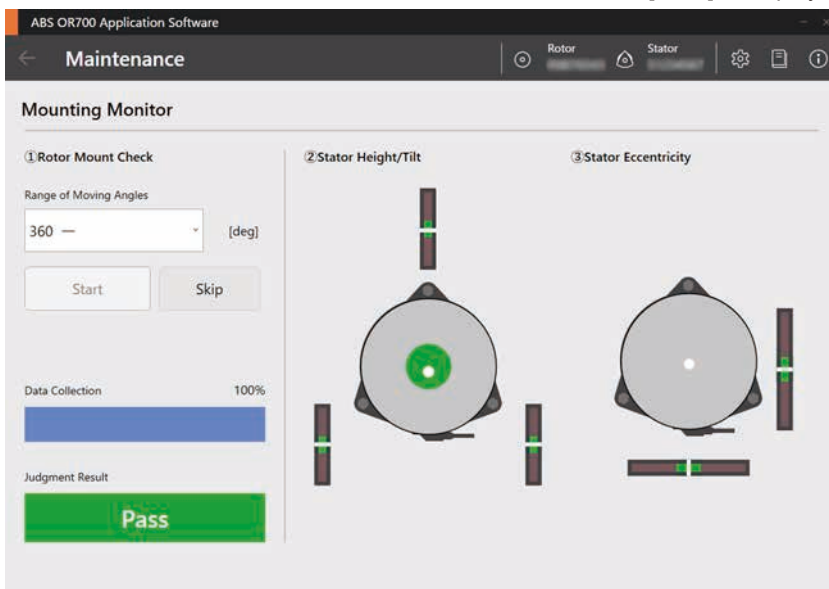 ABS OR700 Application Software
Maintenance
Rotor
Stator
Mounting Monitor
①Rotor Mount Check
Range of Moving Angles
360 —
[deg]
Start
Skip
Data Collection
100%
Judgment Result
Pass
②Stator Height/Tilt
③Stator Eccentricity